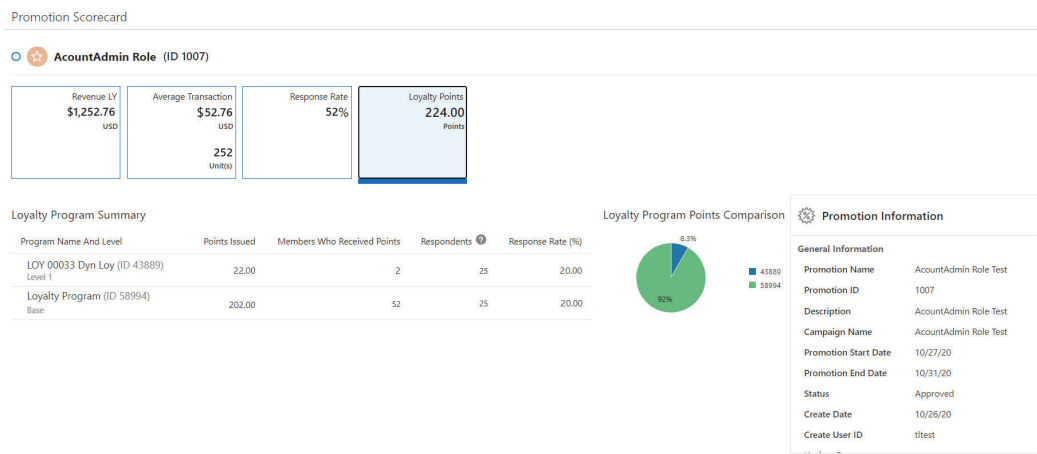 Promotion Scorecard
AcountAdmin Role (ID 1007)
Revenue LY
$1,252.76
USD
Average Transaction
$52.76
USD
252
Unit(s)
Response Rate
52%
Loyalty Points
224.00
Points
Loyalty Program Summary
Program Name And Level Points Issued Members Who Received Points Respondents ? Response Rate (%)
LOY 00033 Dyn Loy (ID 43889) 22.00 2 25 20.00
Level 1
Loyalty Program (ID 58994) 202.00 52 25 20.00
Base
Loyalty Program Points Comparison
8.3%
92%
43889
58994
Promotion Information
General Information
Promotion Name AcountAdmin Role Test
Promotion ID 1007
Description AcountAdmin Role Test
Campaign Name AcountAdmin Role Test
Promotion Start Date 10/27/20
Promotion End Date 10/31/20
Status Approved
Create Date 10/26/20
Create User ID tltest